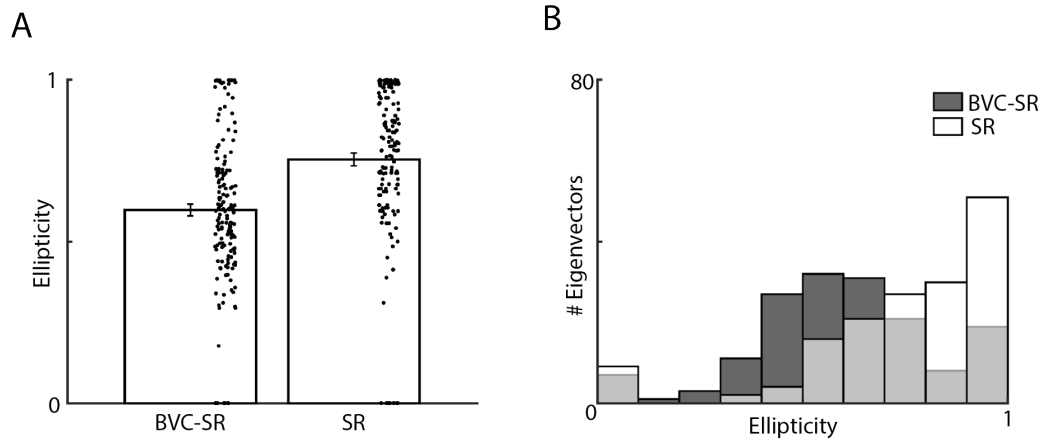 A
1
Ellipticity
0
BVC-SR
SR
B
80
BVC-SR
SR
# Eigenvectors
0
Ellipticity
1